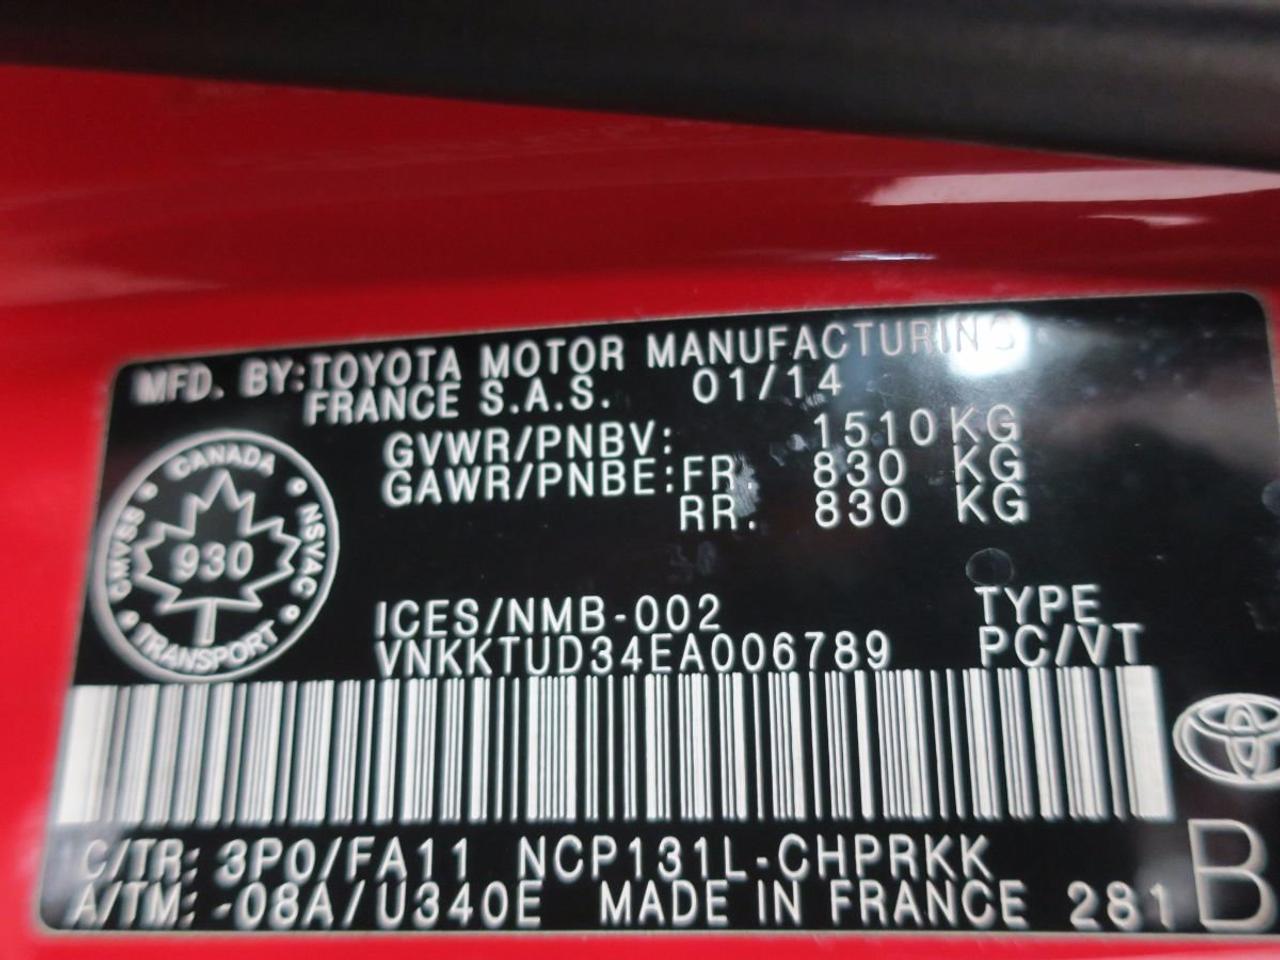 MFD. BY: TOYOTA MOTOR MANUFACTURING
FRANCE S.A.S. 01/14
GVWR/PNBV: 1510 KG
GAWR/PNBE: FR. 830 KG
RR. 830 KG
CANADA
CMVSS 930 NSVAC
TRANSPORT
ICES/NMB-002 TYPE
VNKKTUD34EA006789 PC/VT
C/TR: 3P0/FA11 NCP131L-CHPRKK
A/TM: -08A/U340E MADE IN FRANCE 281 B